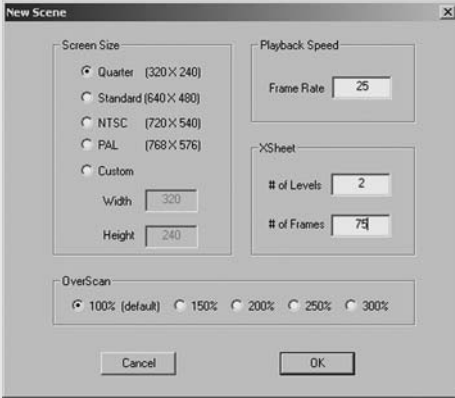 New Scene
Screen Size
Quarter (320 X 240)
Standard (640 X 480)
NTSC (720 X 540)
PAL (768 X 576)
Custom
Width 320
Height 240
Playback Speed
Frame Rate 25
XSheet
# of Levels 2
# of Frames 75
OverScan
100% (default) 150% 200% 250% 300%
Cancel OK